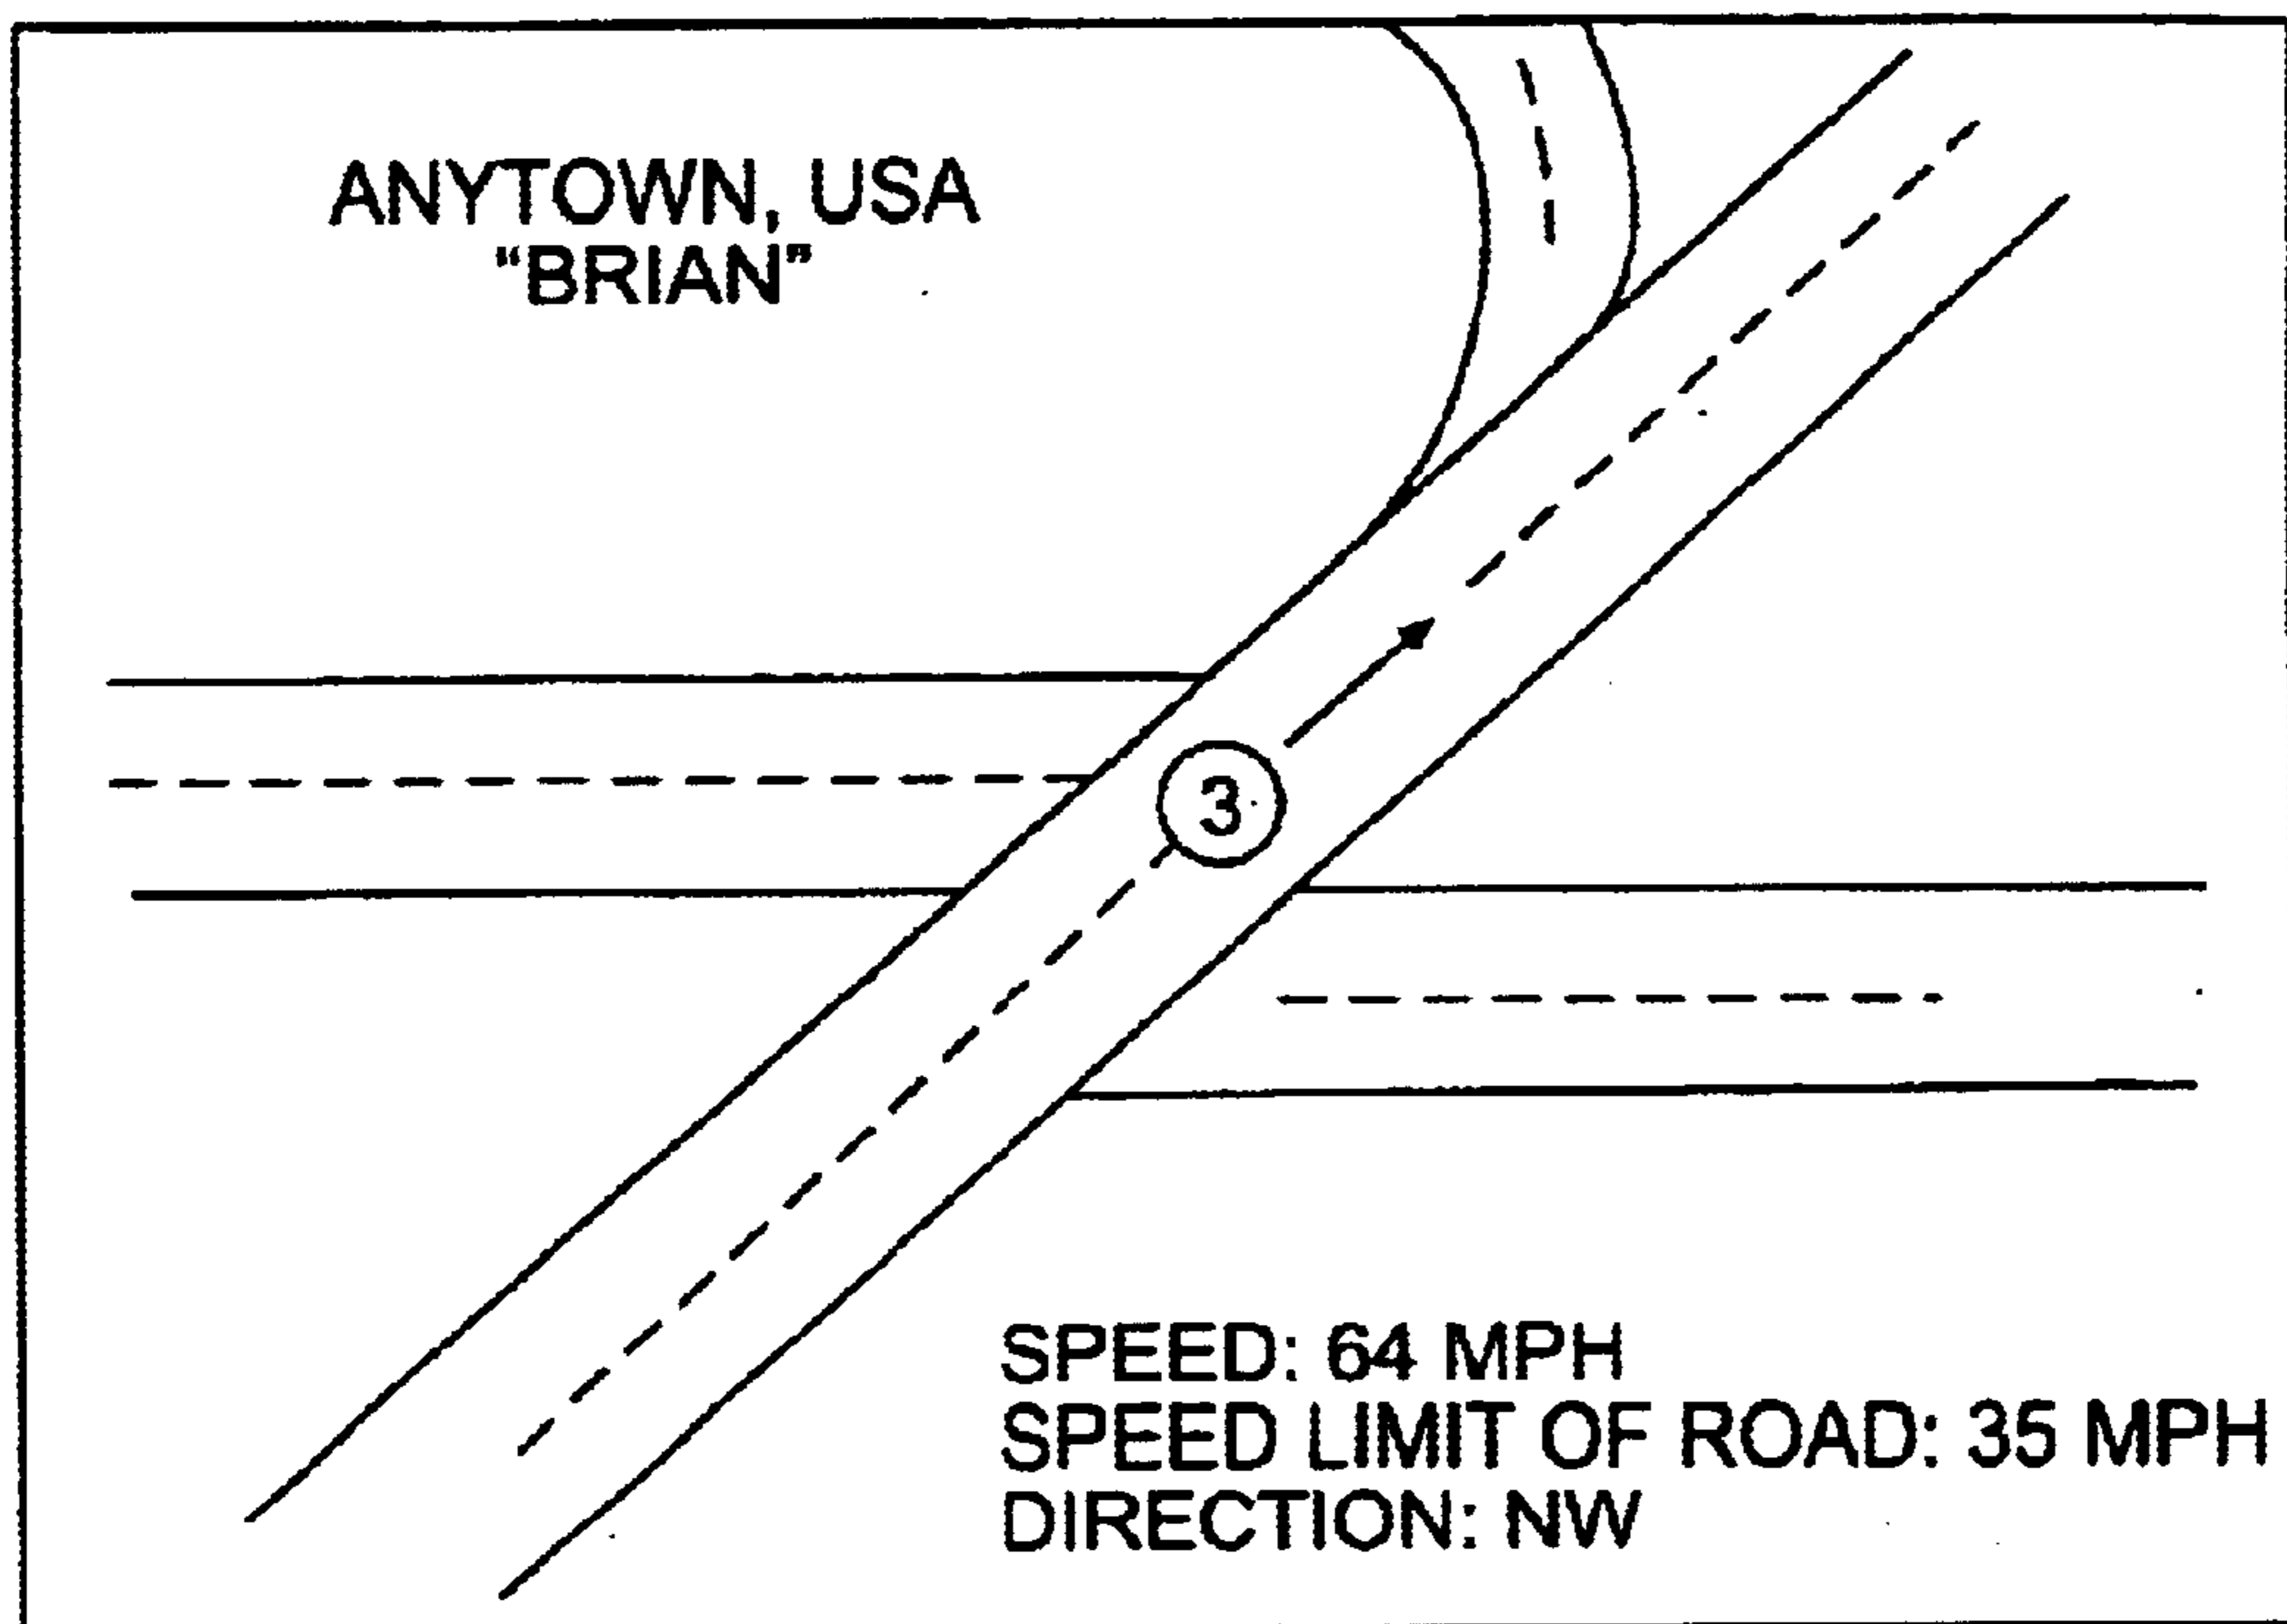 ANYTOWN, USA
"BRIAN"
3
SPEED: 64 MPH
SPEED LIMIT OF ROAD: 35 MPH
DIRECTION: NW